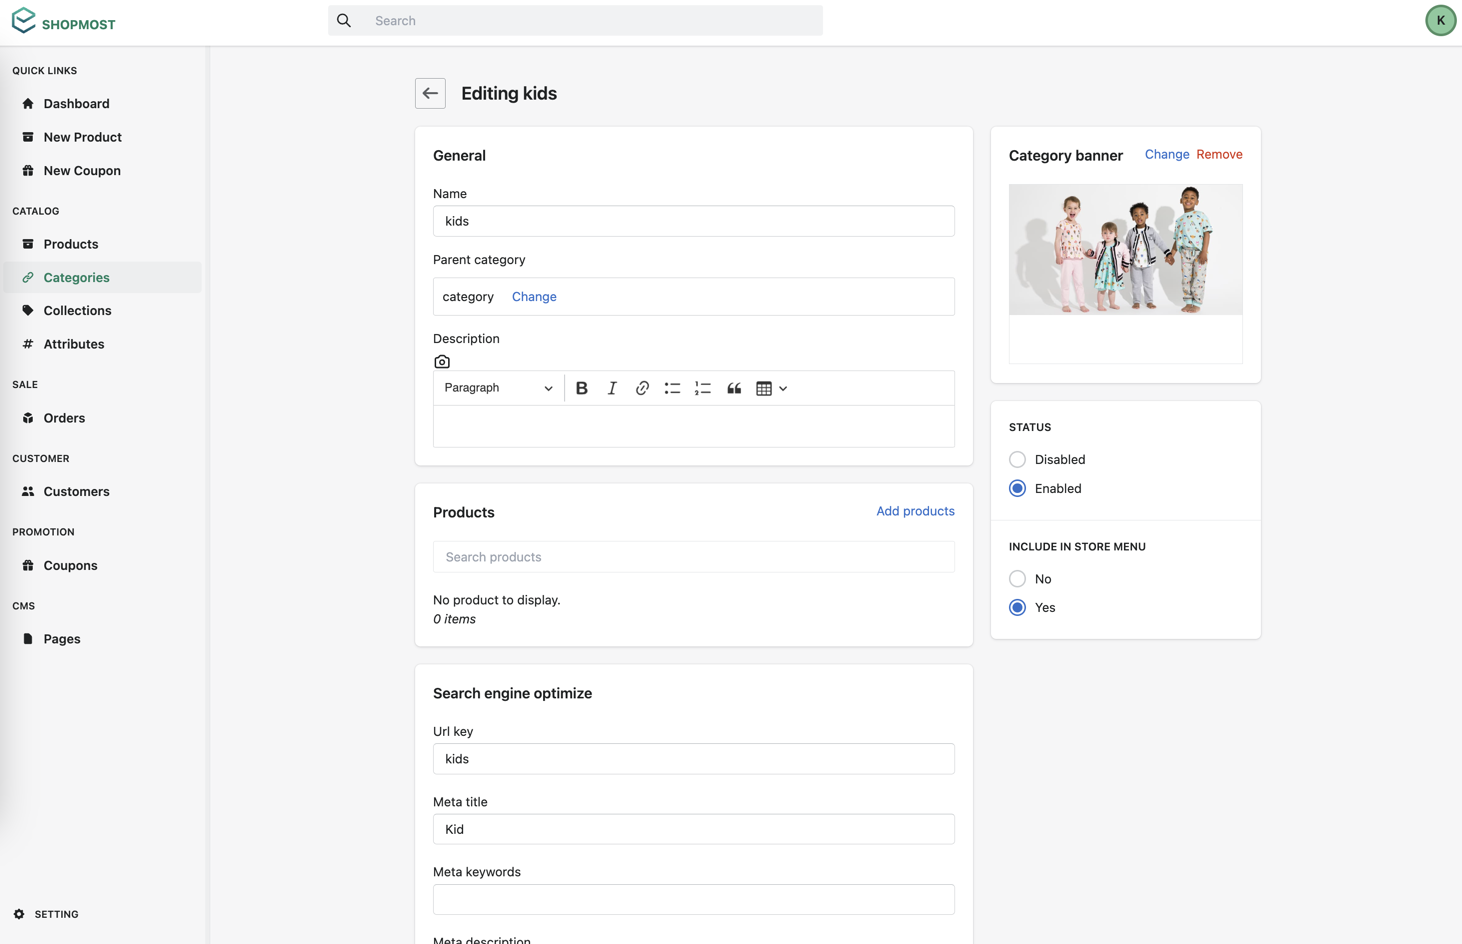 SHOPMOST
Search
K
QUICK LINKS
Dashboard
New Product
New Coupon
CATALOG
Products
Categories
Collections
Attributes
SALE
Orders
CUSTOMER
Customers
PROMOTION
Coupons
CMS
Pages
SETTING
Editing kids
General
Name
kids
Parent category
category Change
Description
Paragraph
Products Add products
Search products
No product to display.
0 items
Search engine optimize
Url key
kids
Meta title
Kid
Meta keywords
Meta description
Category banner Change Remove
STATUS
Disabled
Enabled
INCLUDE IN STORE MENU
No
Yes